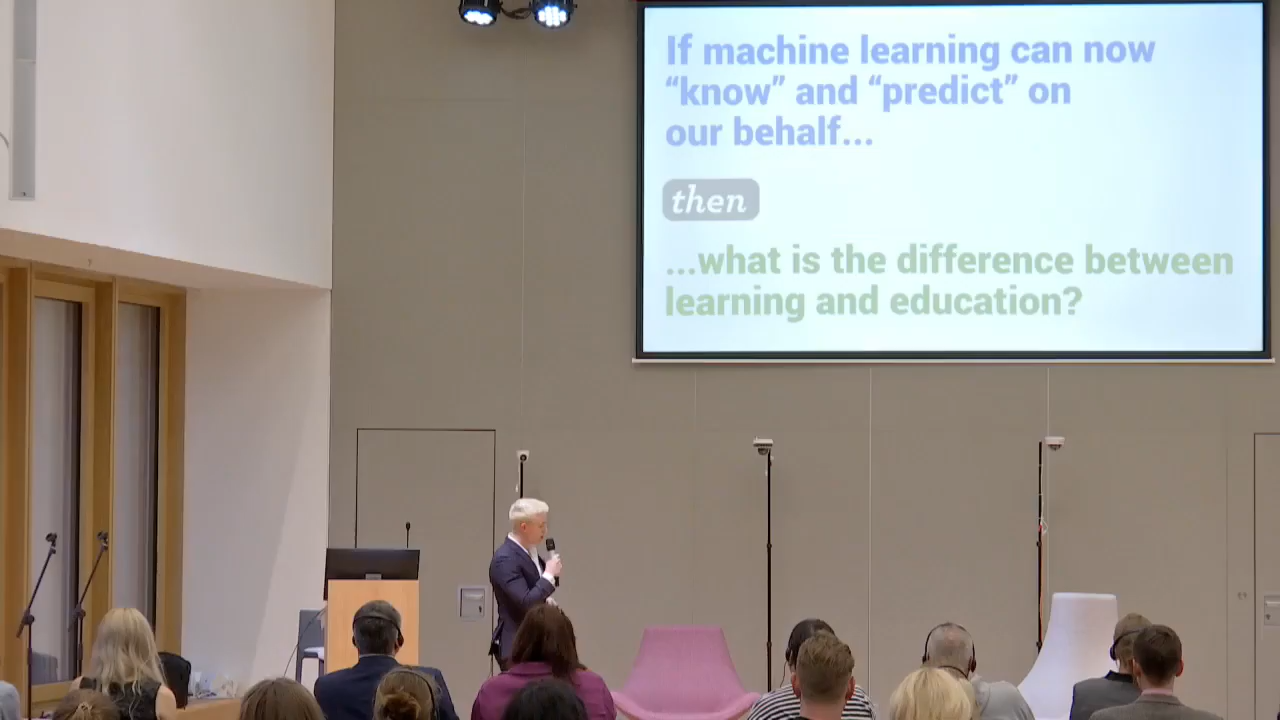 If machine learning can now
“know” and “predict” on
our behalf...
then
...what is the difference between
learning and education?